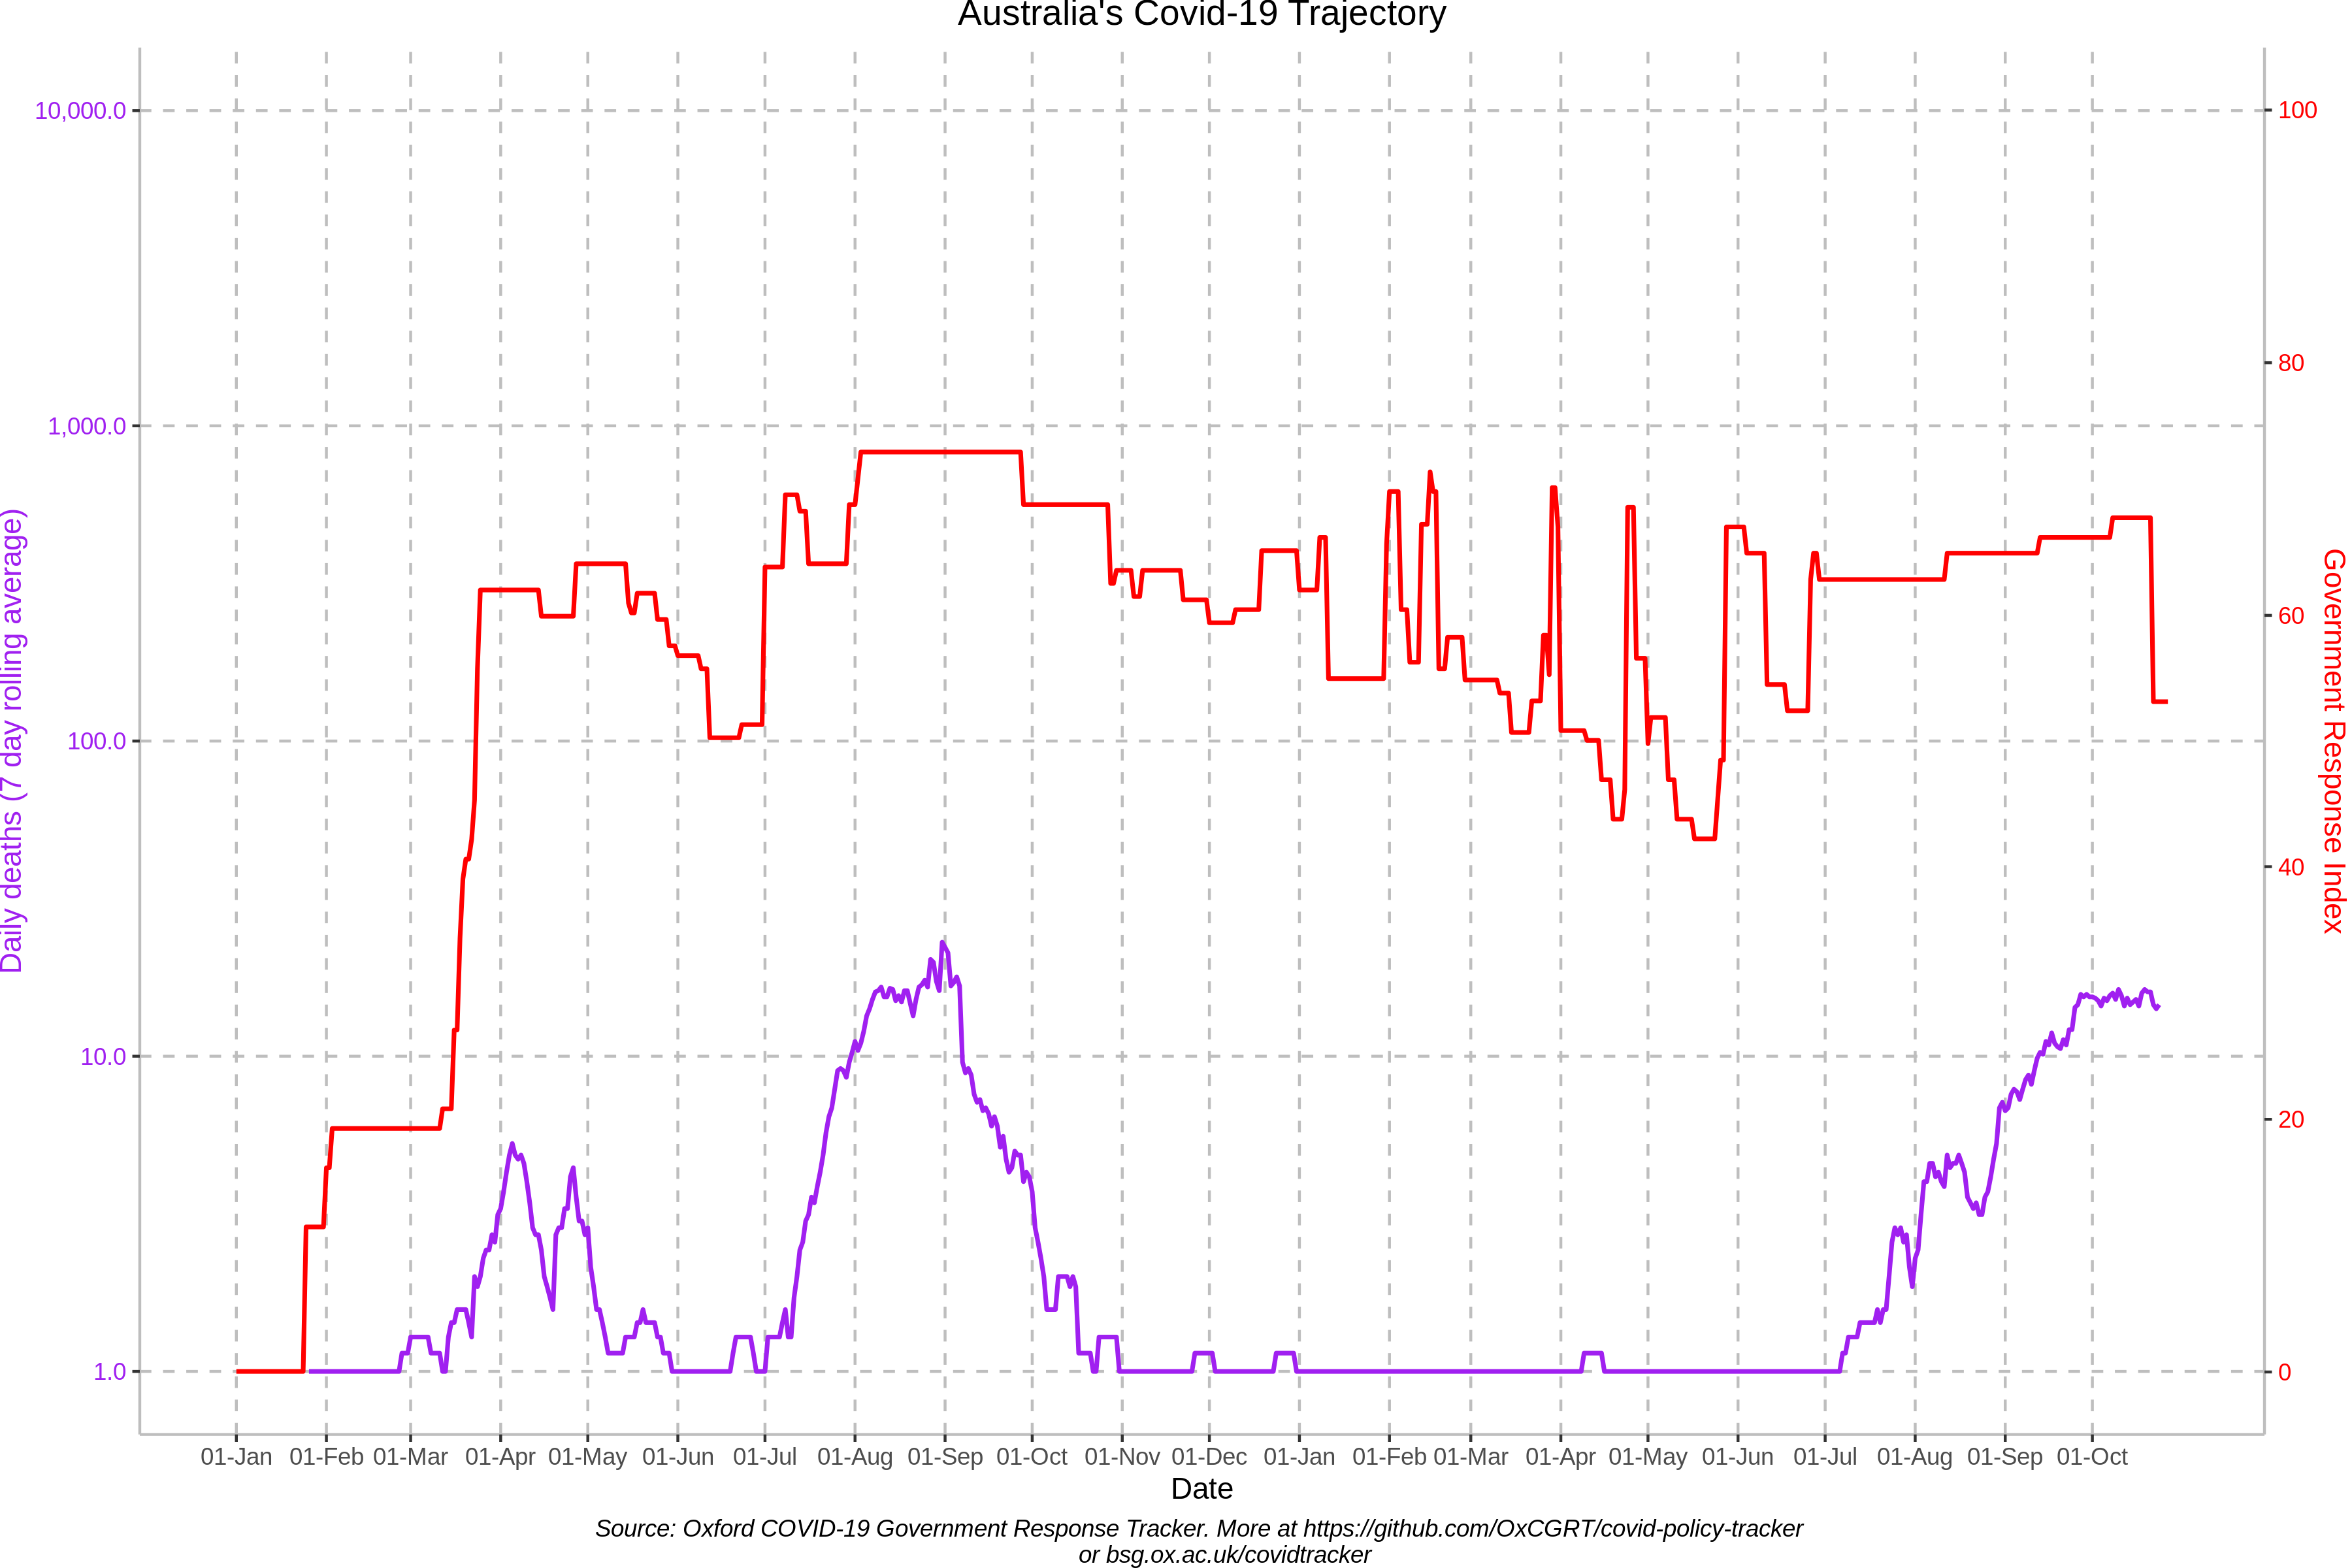 Australia's Covid-19 Trajectory
10,000.0
1,000.0
100.0
10.0
1.0
Daily deaths (7 day rolling average)
100
80
60
40
20
0
Government Response Index
01-Jan 01-Feb 01-Mar 01-Apr 01-May 01-Jun 01-Jul 01-Aug 01-Sep 01-Oct 01-Nov 01-Dec 01-Jan 01-Feb 01-Mar 01-Apr 01-May 01-Jun 01-Jul 01-Aug 01-Sep 01-Oct
Date
Source: Oxford COVID-19 Government Response Tracker. More at https://github.com/OxCGRT/covid-policy-tracker
or bsg.ox.ac.uk/covidtracker